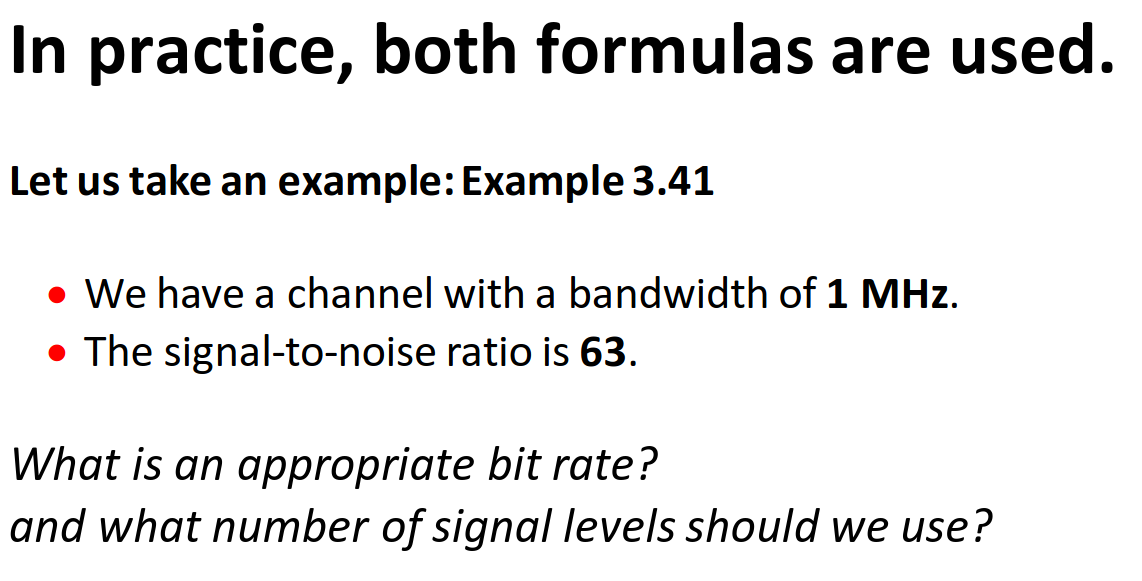 In practice, both formulas are used.
Let us take an example: Example 3.41
• We have a channel with a bandwidth of 1 MHz.
• The signal-to-noise ratio is 63.
What is an appropriate bit rate?
and what number of signal levels should we use?